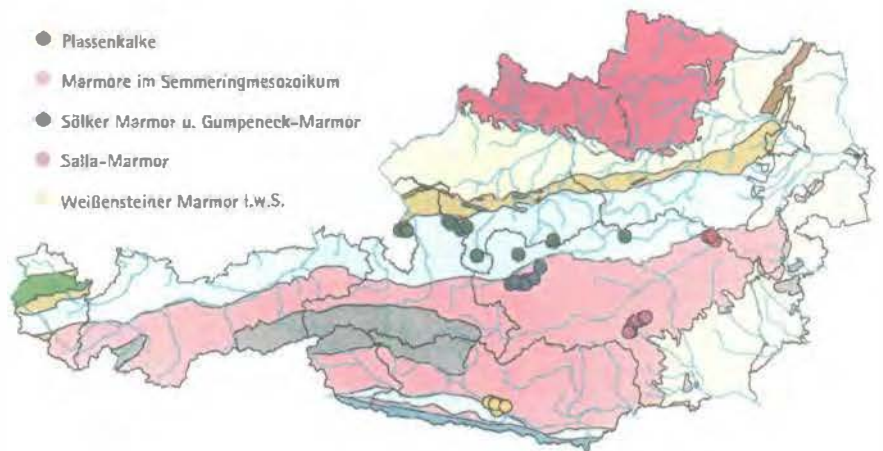 Plassenkalke
Marmore im Semmeringmesozoikum
Sölker Marmor u. Gumpeneck-Marmor
Salla-Marmor
Weißensteiner Marmor i.w.S.